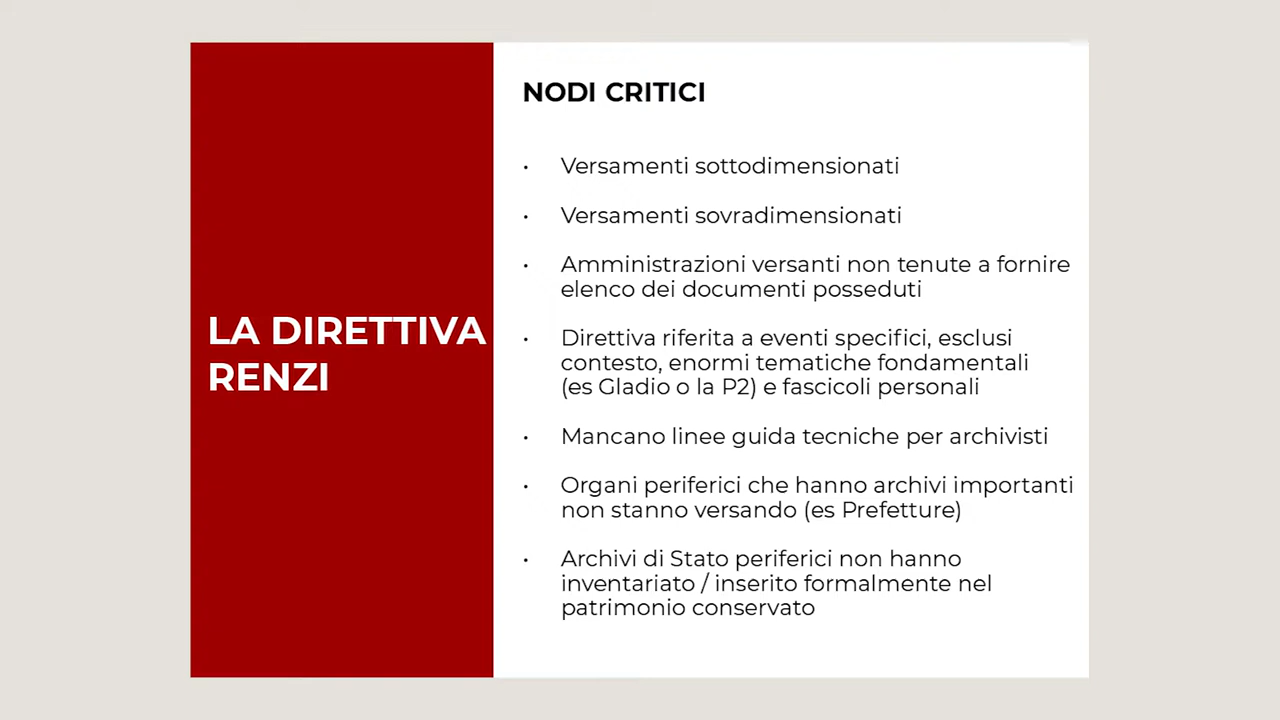 LA DIRETTIVA
RENZI
NODI CRITICI
• Versamenti sottodimensionati
• Versamenti sovradimensionati
• Amministrazioni versanti non tenute a fornire
elenco dei documenti posseduti
• Direttiva riferita a eventi specifici, esclusi
contesto, enormi tematiche fondamentali
(es Gladio o la P2) e fascicoli personali
• Mancano linee guida tecniche per archivisti
• Organi periferici che hanno archivi importanti
non stanno versando (es Prefetture)
• Archivi di Stato periferici non hanno
inventariato / inserito formalmente nel
patrimonio conservato